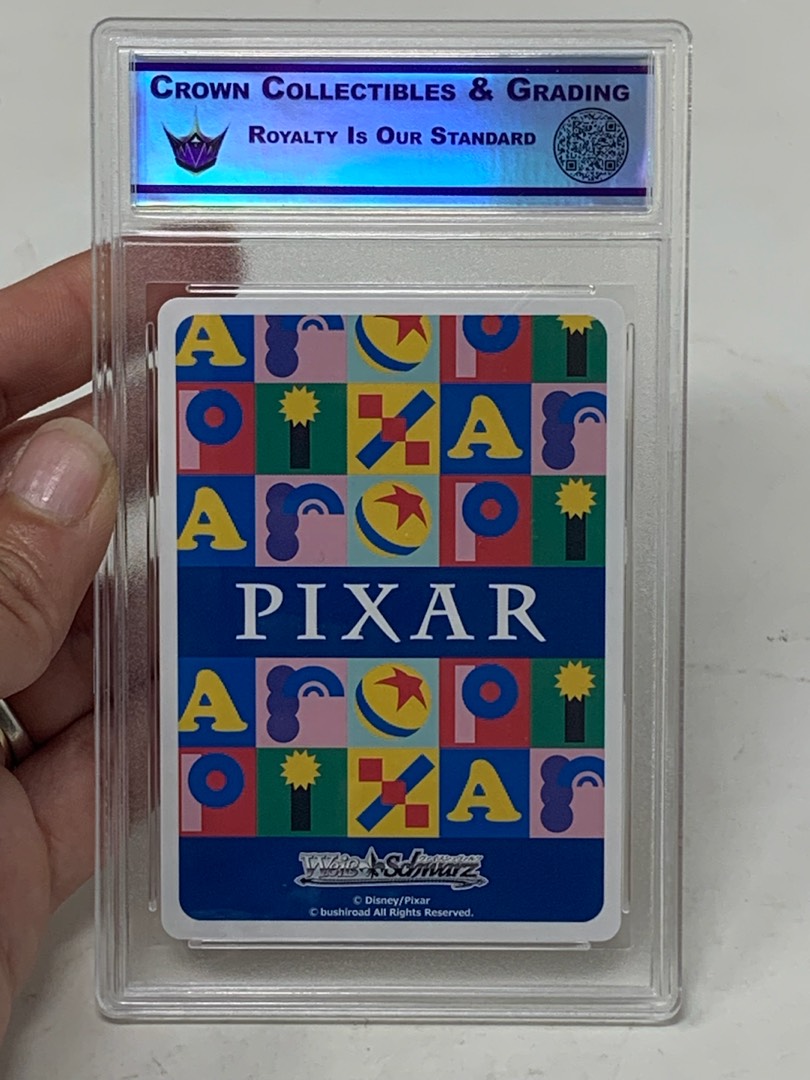 CROWN COLLECTIBLES & GRADING
ROYALTY IS OUR STANDARD
A r P i
P i X A r
A r P i
PIXAR
A r P i
P i X A r
Weiß Schwarz
© Disney/Pixar
© bushiroad All Rights Reserved.